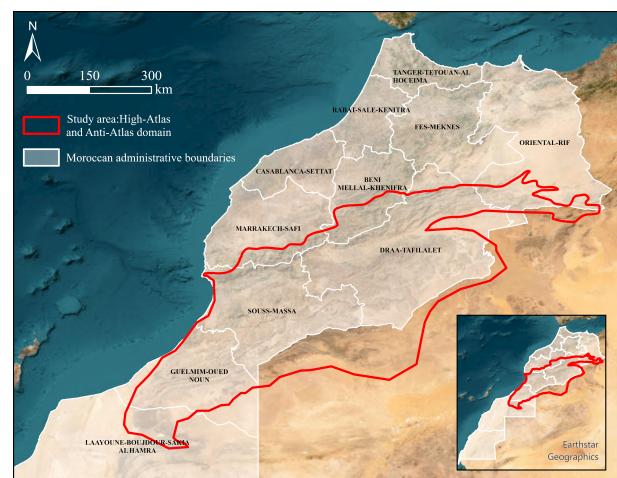 N
0 150 300
km
Study area:High-Atlas
and Anti-Atlas domain
Moroccan administrative boundaries
TANGER-TETOUAN-AL
HOCEIMA
RABAT-SALE-KENITRA
FES-MEKNES
ORIENTAL-RIF
CASABLANCA-SETTAT
BENI
MELLAL-KHENIFRA
MARRAKECH-SAFI
DRAA-TAFILALET
SOUSS-MASSA
GUELMIM-OUED
NOUN
LAAYOUNE-BOUJDOUR-SAKIA
ALHAMRA
Earthstar
Geographics